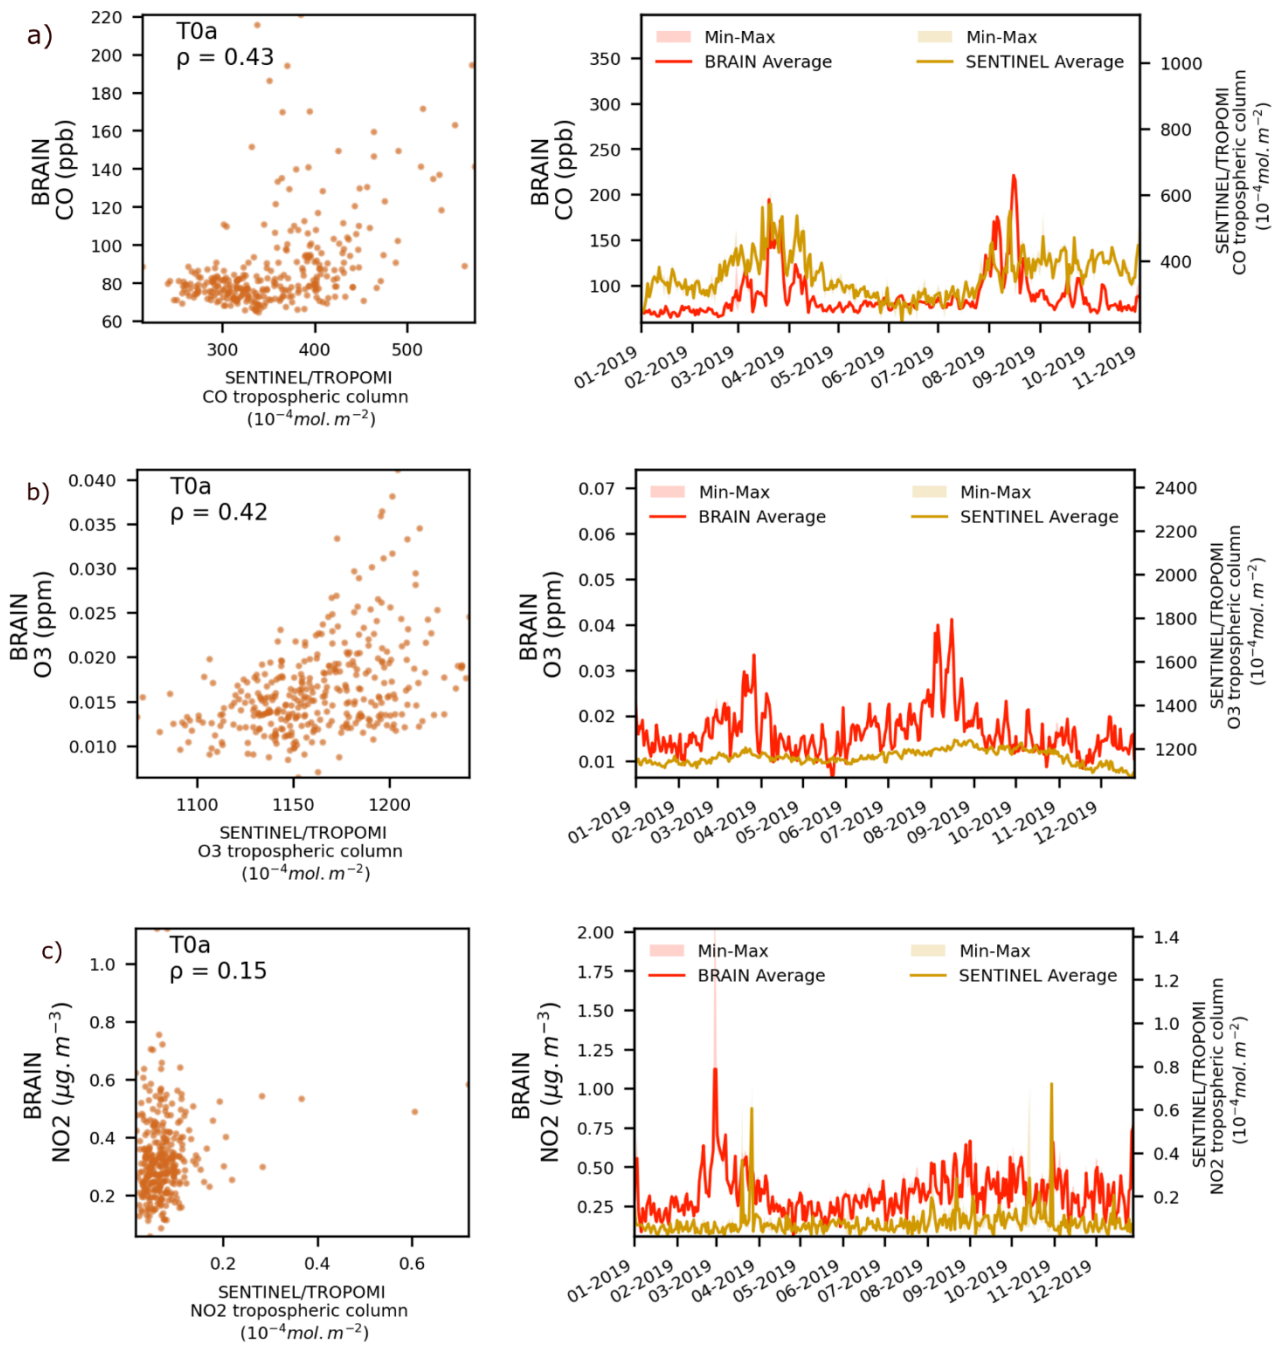 a)
T0a
ρ = 0.43
220
200
180
160
140
120
100
80
60
BRAIN
CO (ppb)
300
400
500
SENTINEL/TROPOMI
CO tropospheric column
(10⁻⁴mol.m⁻²)
Min-Max
BRAIN Average
Min-Max
SENTINEL Average
350
300
250
200
150
100
BRAIN
CO (ppb)
1000
800
600
400
SENTINEL/TROPOMI
CO tropospheric column
(10⁻⁴mol.m⁻²)
01-2019
02-2019
03-2019
04-2019
05-2019
06-2019
07-2019
08-2019
09-2019
10-2019
11-2019
b)
T0a
ρ = 0.42
0.040
0.035
0.030
0.025
0.020
0.015
0.010
BRAIN
O3 (ppm)
1100
1150
1200
SENTINEL/TROPOMI
O3 tropospheric column
(10⁻⁴mol.m⁻²)
Min-Max
BRAIN Average
Min-Max
SENTINEL Average
0.07
0.06
0.05
0.04
0.03
0.02
0.01
BRAIN
O3 (ppm)
2400
2200
2000
1800
1600
1400
1200
SENTINEL/TROPOMI
O3 tropospheric column
(10⁻⁴mol.m⁻²)
01-2019
02-2019
03-2019
04-2019
05-2019
06-2019
07-2019
08-2019
09-2019
10-2019
11-2019
12-2019
c)
T0a
ρ = 0.15
1.0
0.8
0.6
0.4
0.2
BRAIN
NO2 (μg.m⁻³)
0.2
0.4
0.6
SENTINEL/TROPOMI
NO2 tropospheric column
(10⁻⁴mol.m⁻²)
Min-Max
BRAIN Average
Min-Max
SENTINEL Average
2.00
1.75
1.50
1.25
1.00
0.75
0.50
0.25
BRAIN
NO2 (μg.m⁻³)
1.4
1.2
1.0
0.8
0.6
0.4
0.2
SENTINEL/TROPOMI
NO2 tropospheric column
(10⁻⁴mol.m⁻²)
01-2019
02-2019
03-2019
04-2019
05-2019
06-2019
07-2019
08-2019
09-2019
10-2019
11-2019
12-2019